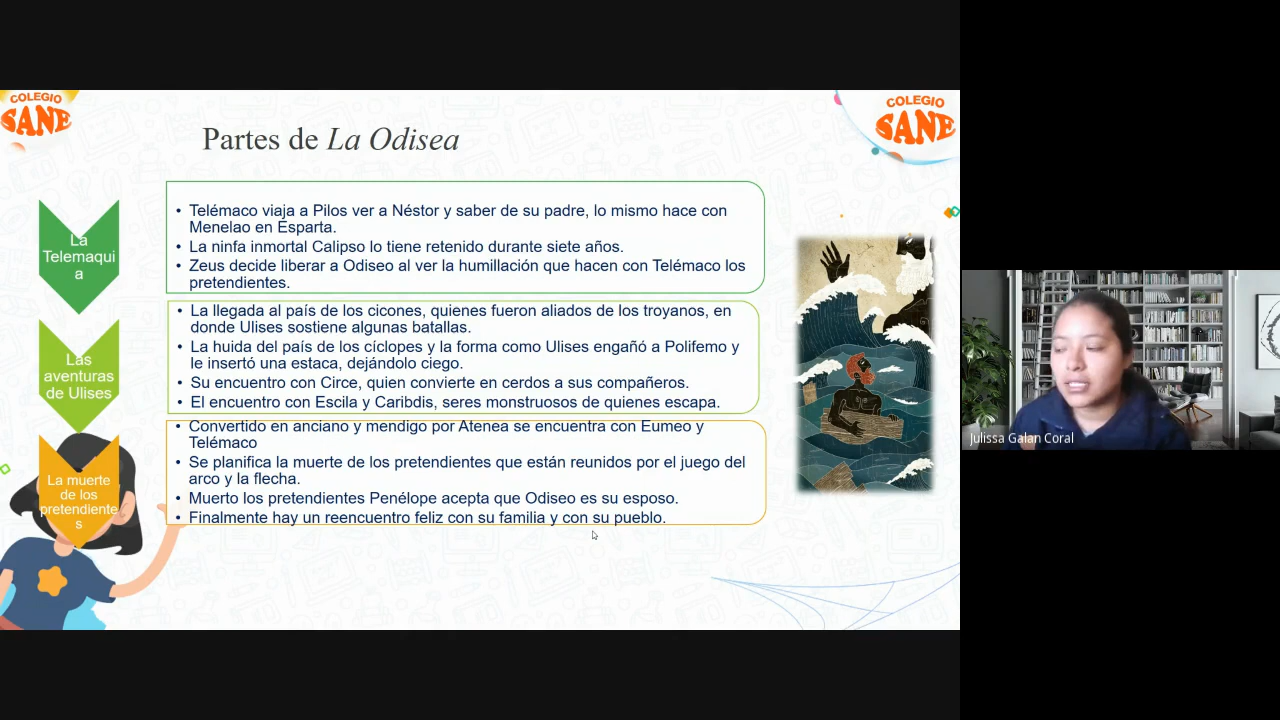 COLEGIO
SANE
COLEGIO
SANE
Partes de La Odisea
La
Telemaqui
a
• Telémaco viaja a Pilos ver a Néstor y saber de su padre, lo mismo hace con
Menelao en Esparta.
• La ninfa inmortal Calipso lo tiene retenido durante siete años.
• Zeus decide liberar a Odiseo al ver la humillación que hacen con Telémaco los
pretendientes.
Las
aventuras
de Ulises
• La llegada al país de los cicones, quienes fueron aliados de los troyanos, en
donde Ulises sostiene algunas batallas.
• La huida del país de los cíclopes y la forma como Ulises engañó a Polifemo y
le insertó una estaca, dejándolo ciego.
• Su encuentro con Circe, quien convierte en cerdos a sus compañeros.
• El encuentro con Escila y Caribdis, seres monstruosos de quienes escapa.
La muerte
de los
pretendiente
s
• Convertido en anciano y mendigo por Atenea se encuentra con Eumeo y
Telémaco
• Se planifica la muerte de los pretendientes que están reunidos por el juego del
arco y la flecha.
• Muerto los pretendientes Penélope acepta que Odiseo es su esposo.
• Finalmente hay un reencuentro feliz con su familia y con su pueblo.
Julissa Galan Coral